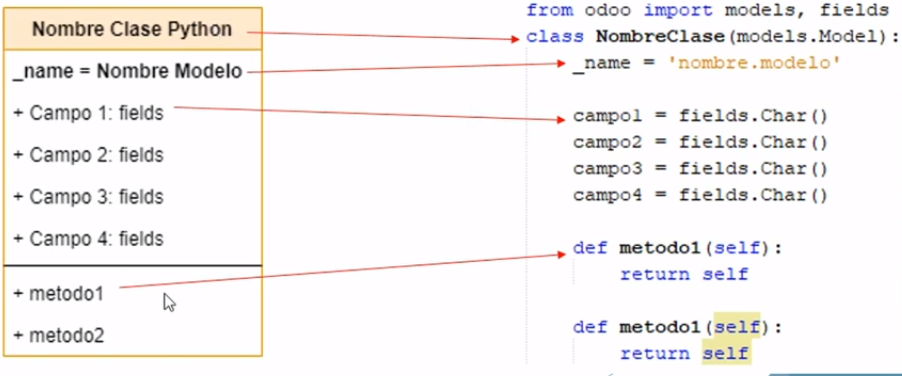 Nombre Clase Python
_name = Nombre Modelo
+ Campo 1: fields
+ Campo 2: fields
+ Campo 3: fields
+ Campo 4: fields
+ metodo1
+ metodo2
from odoo import models, fields
class NombreClase(models.Model):
_name = 'nombre.modelo'
campo1 = fields.Char()
campo2 = fields.Char()
campo3 = fields.Char()
campo4 = fields.Char()
def metodo1(self):
return self
def metodo1(self):
return self